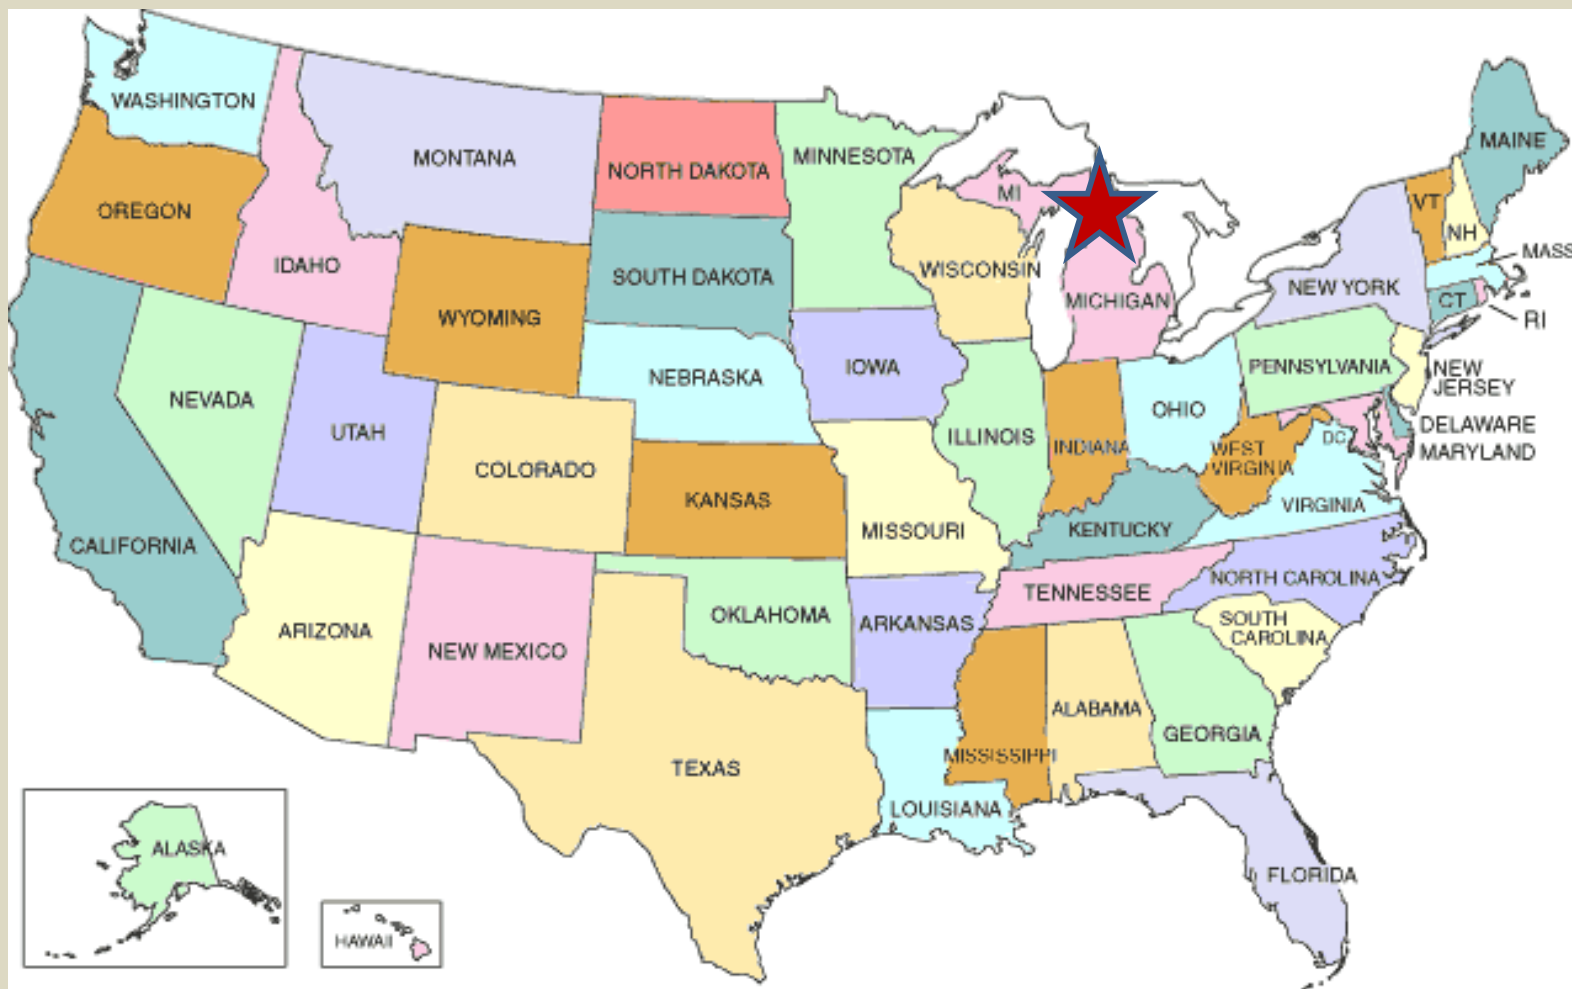 WASHINGTON
MONTANA
NORTH DAKOTA
MINNESOTA
MAINE
OREGON
IDAHO
SOUTH DAKOTA
WISCONSIN
MI
MICHIGAN
VT
NH
MASS
NEW YORK
CT
RI
WYOMING
NEBRASKA
IOWA
PENNSYLVANIA
NEW
JERSEY
NEVADA
UTAH
COLORADO
KANSAS
ILLINOIS
INDIANA
OHIO
WEST
VIRGINIA
DC
DELAWARE
MARYLAND
CALIFORNIA
MISSOURI
KENTUCKY
VIRGINIA
ARIZONA
NEW MEXICO
OKLAHOMA
ARKANSAS
TENNESSEE
NORTH CAROLINA
SOUTH
CAROLINA
TEXAS
MISSISSIPPI
ALABAMA
GEORGIA
LOUISIANA
FLORIDA
ALASKA
HAWAII